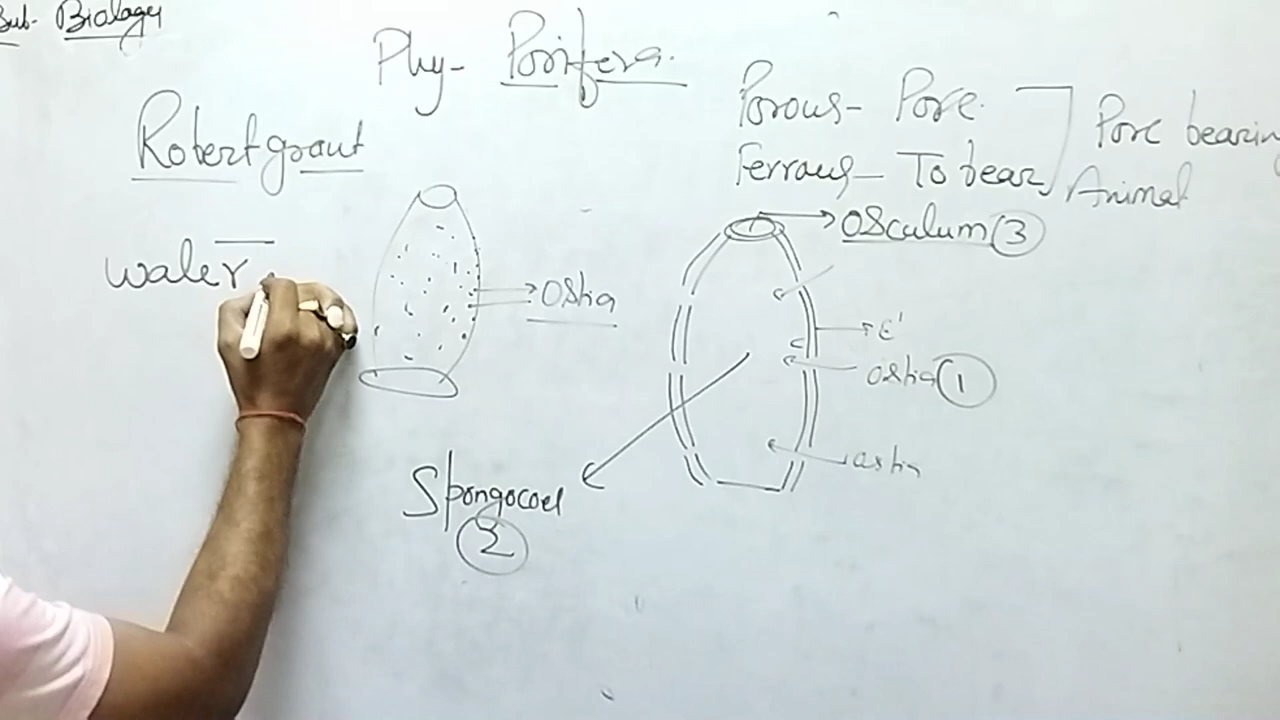 Sub- Biology
Phy- Porifera.
Robert grant
Porous- Pore.
Ferrous- To bear
Pore bearing
Animal
water
Ostia
Osculum 3
E'
Ostia 1
ostia
Spongocoel
2